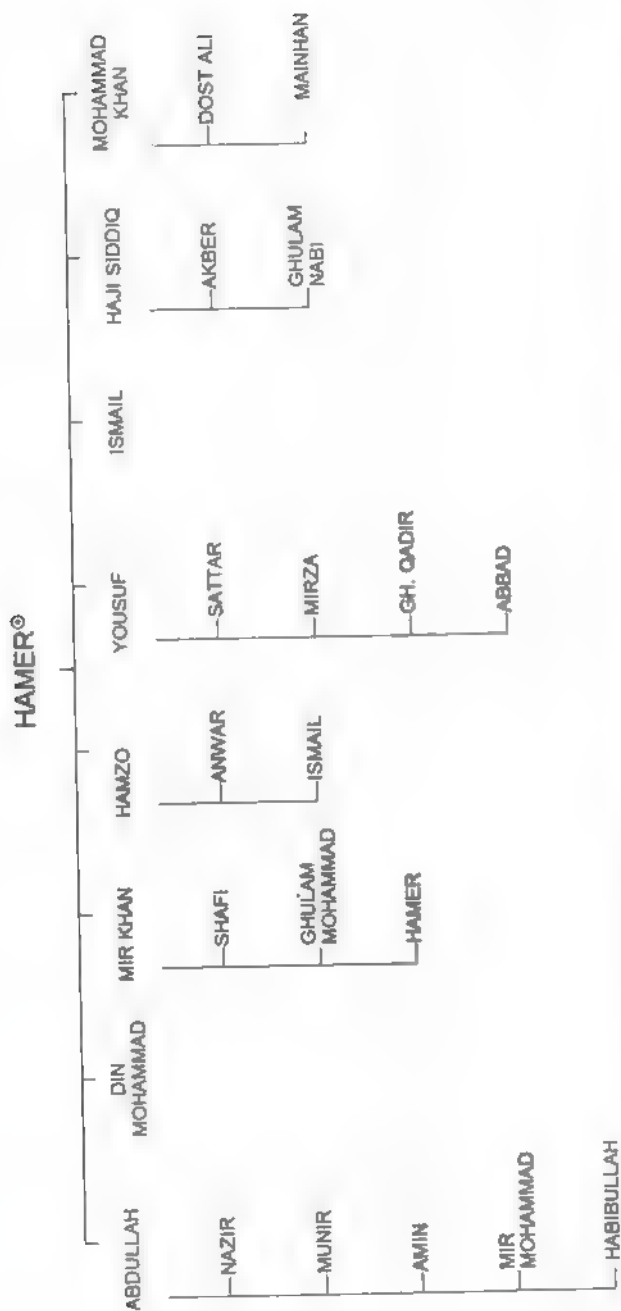 HAMER®
ABDULLAH
NAZIR
MUNIR
AMIN
MIR
MOHAMMAD
HABIBULLAH
DIN
MOHAMMAD
MIR KHAN
SHAFI
GHULAM
MOHAMMAD
HAMER
HAMZO
ANWAR
ISMAIL
YOUSUF
SATTAR
MIRZA
GH. QADIR
ABBAD
ISMAIL
HAJI SIDDIQ
AKBER
GHULAM
NABI
MOHAMMAD
KHAN
DOST ALI
MAINHAN